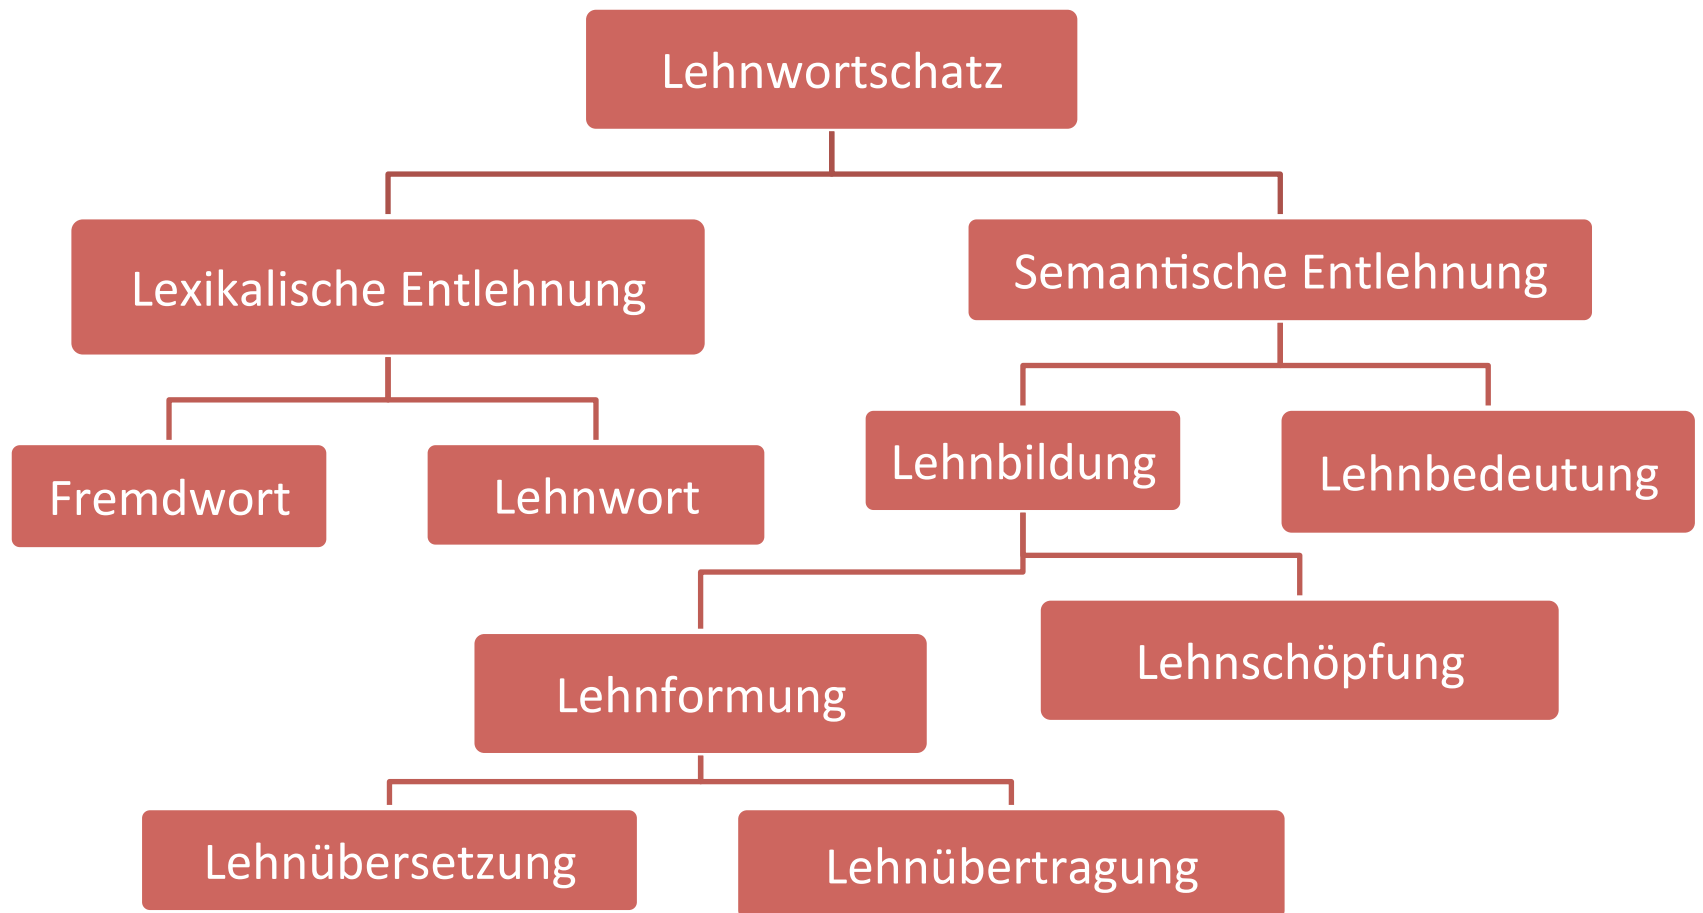 Lehnwortschatz
Lexikalische Entlehnung
Semantische Entlehnung
Fremdwort
Lehnwort
Lehnbildung
Lehnbedeutung
Lehnformung
Lehnschöpfung
Lehnübersetzung
Lehnübertragung